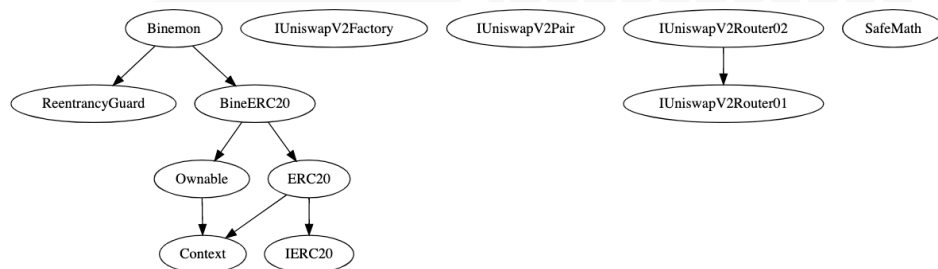 Binemon
IUniswapV2Factory
IUniswapV2Pair
IUniswapV2Router02
SafeMath
ReentrancyGuard
BineERC20
IUniswapV2Router01
Ownable
ERC20
Context
IERC20